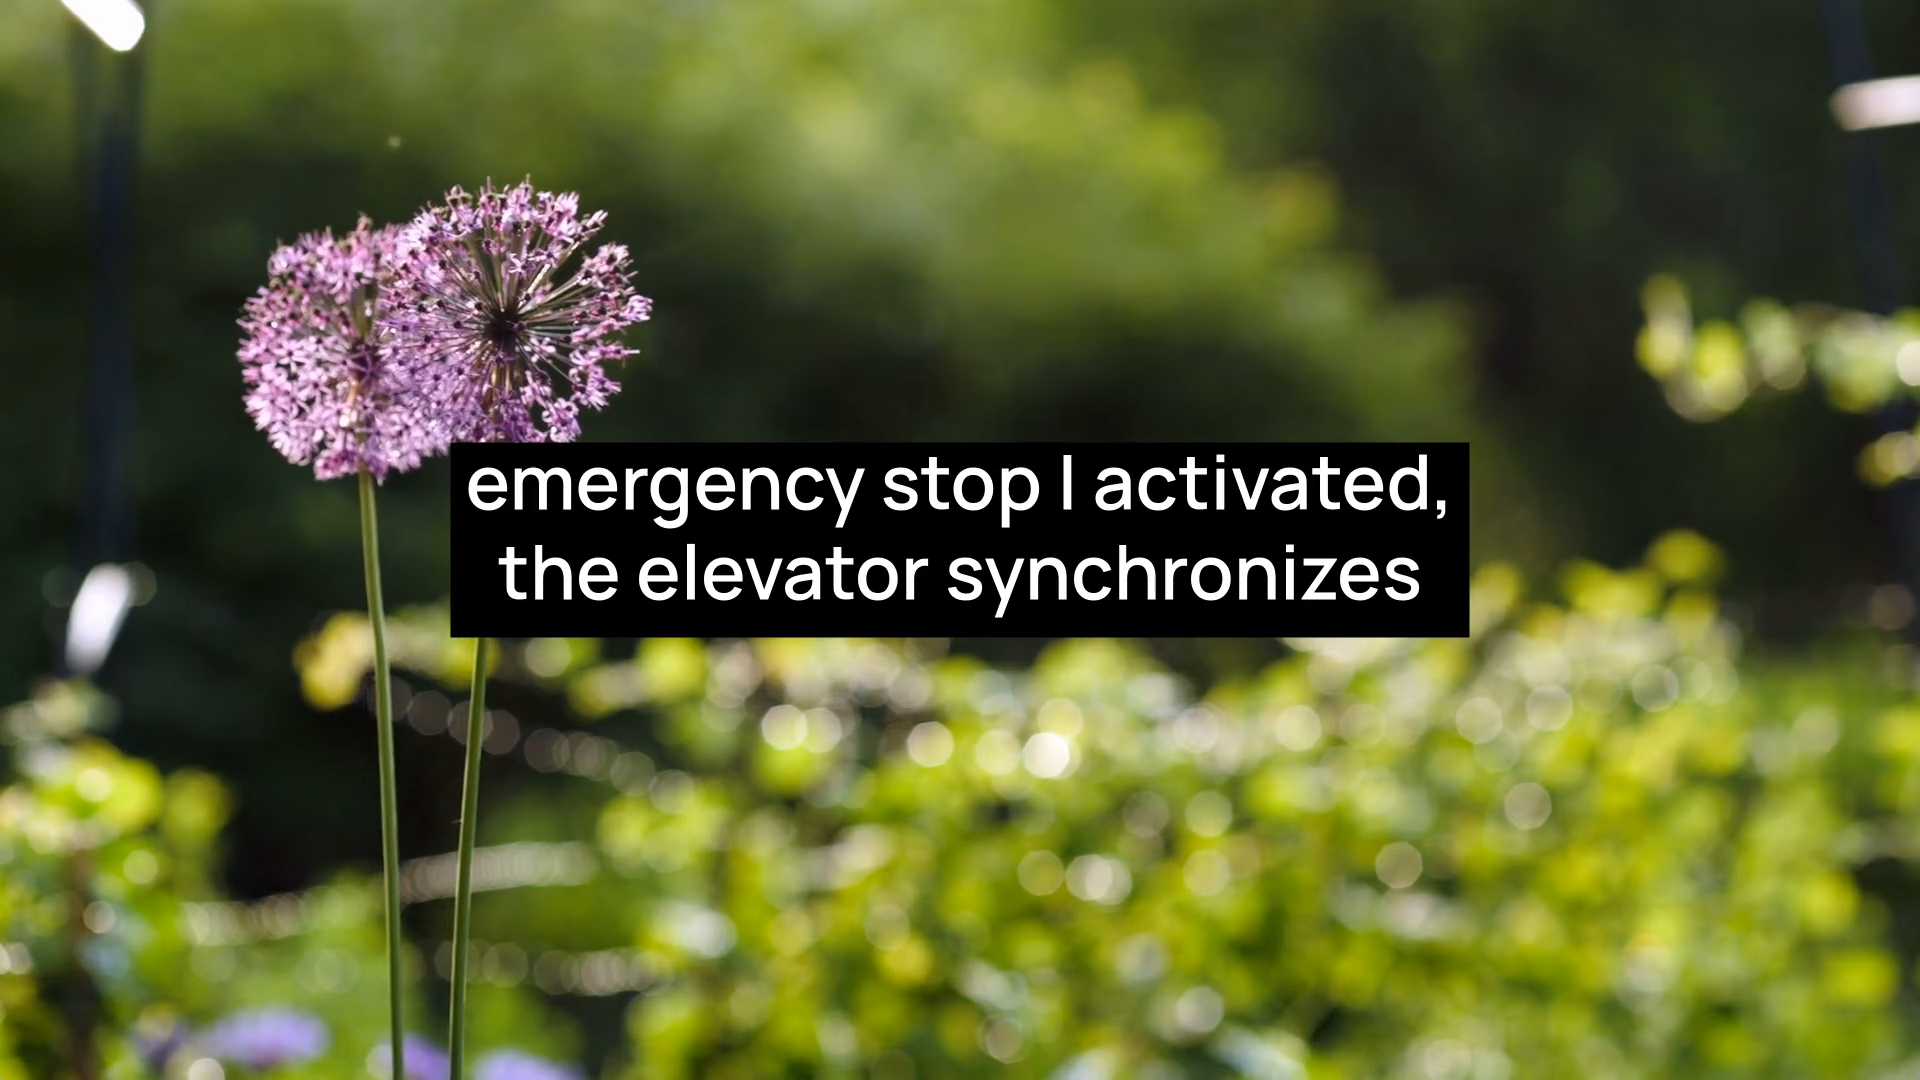 emergency stop I activated,
the elevator synchronizes